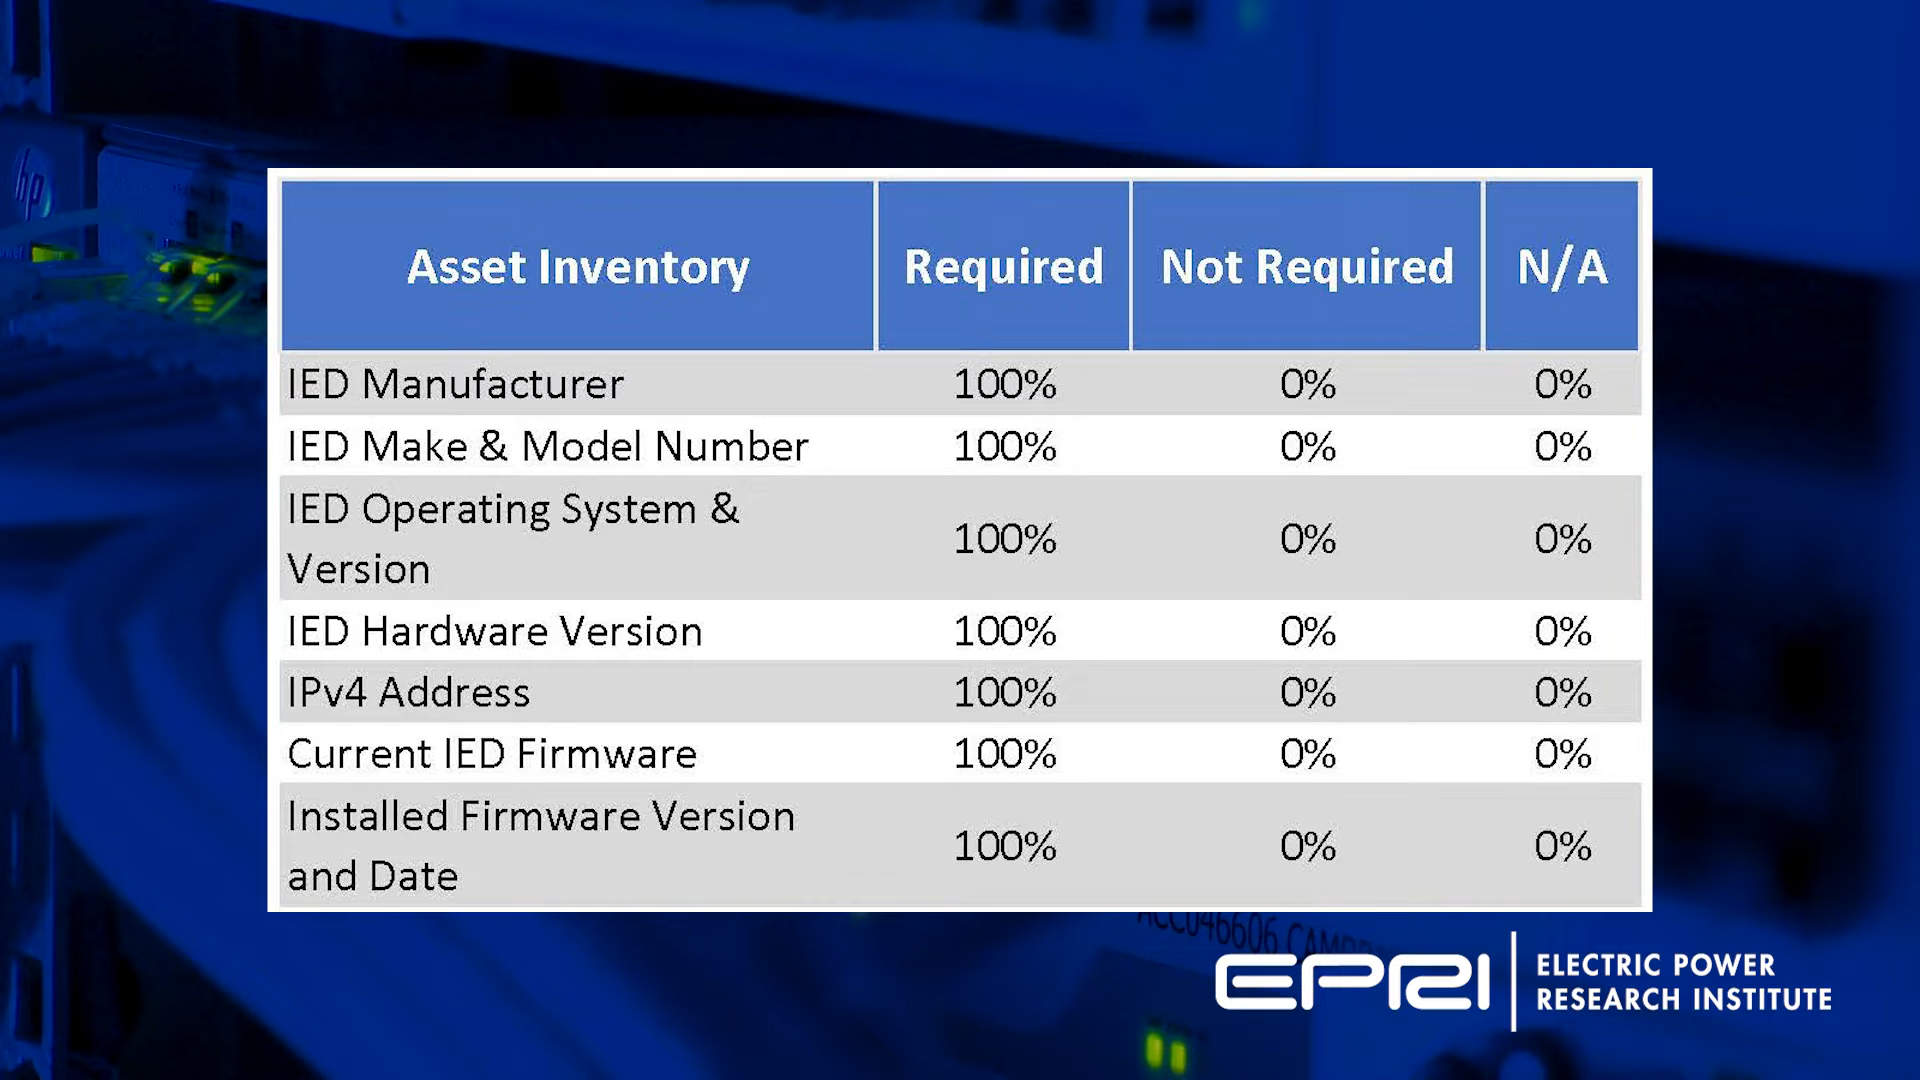 hp
Asset Inventory Required Not Required N/A
IED Manufacturer 100% 0% 0%
IED Make & Model Number 100% 0% 0%
IED Operating System &
Version 100% 0% 0%
IED Hardware Version 100% 0% 0%
IPv4 Address 100% 0% 0%
Current IED Firmware 100% 0% 0%
Installed Firmware Version
and Date 100% 0% 0%
EPRI
ELECTRIC POWER
RESEARCH INSTITUTE